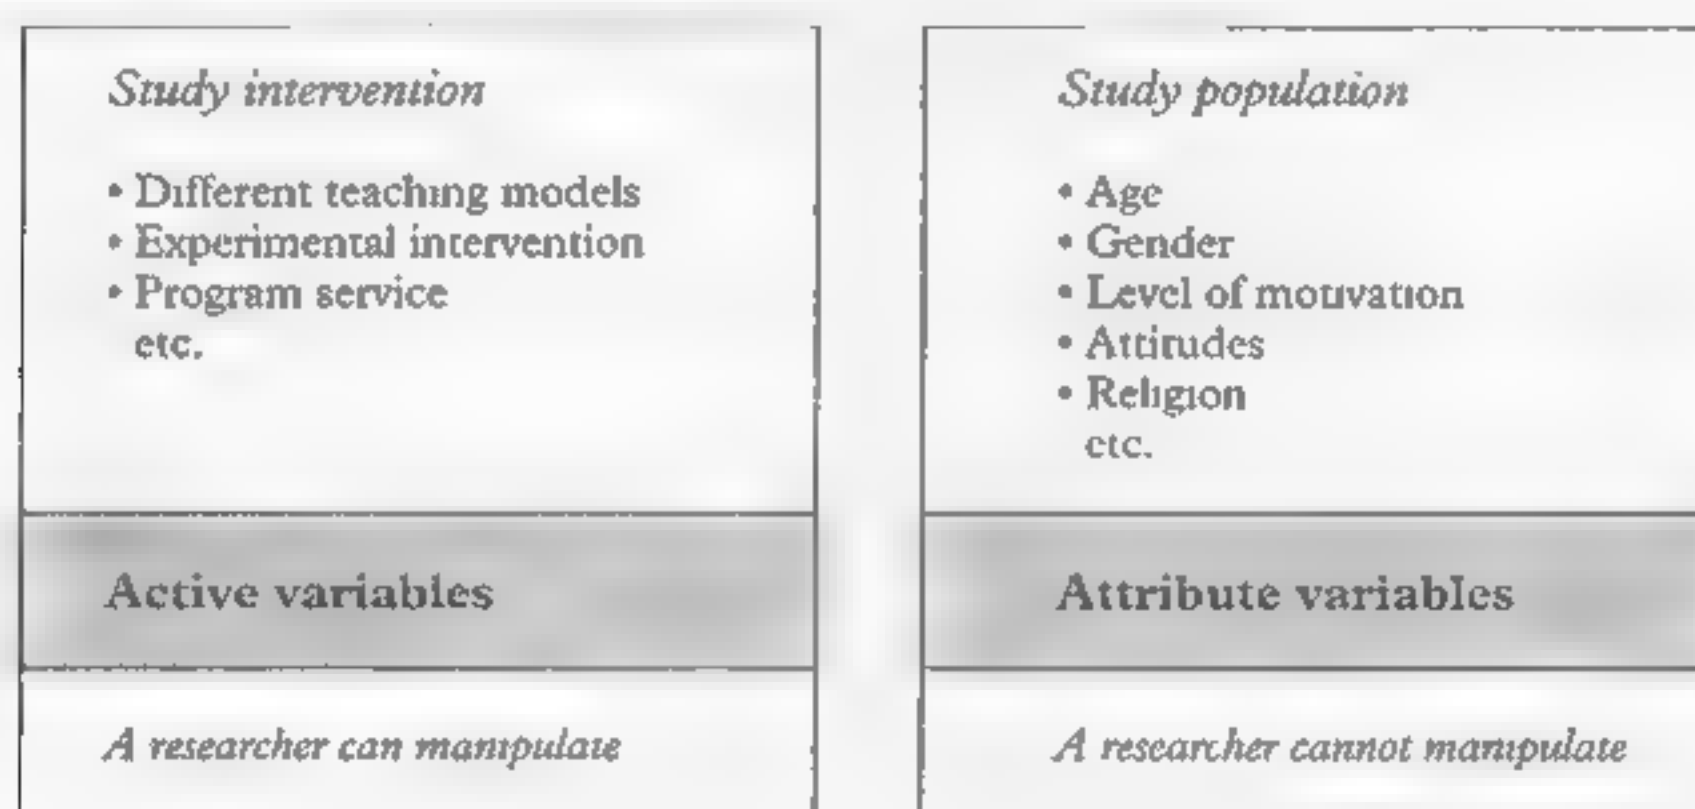 Study intervention
• Different teaching models
• Experimental intervention
• Program service
etc.
Active variables
A researcher can manipulate
Study population
• Age
• Gender
• Level of motivation
• Attitudes
• Religion
etc.
Attribute variables
A researcher cannot manipulate